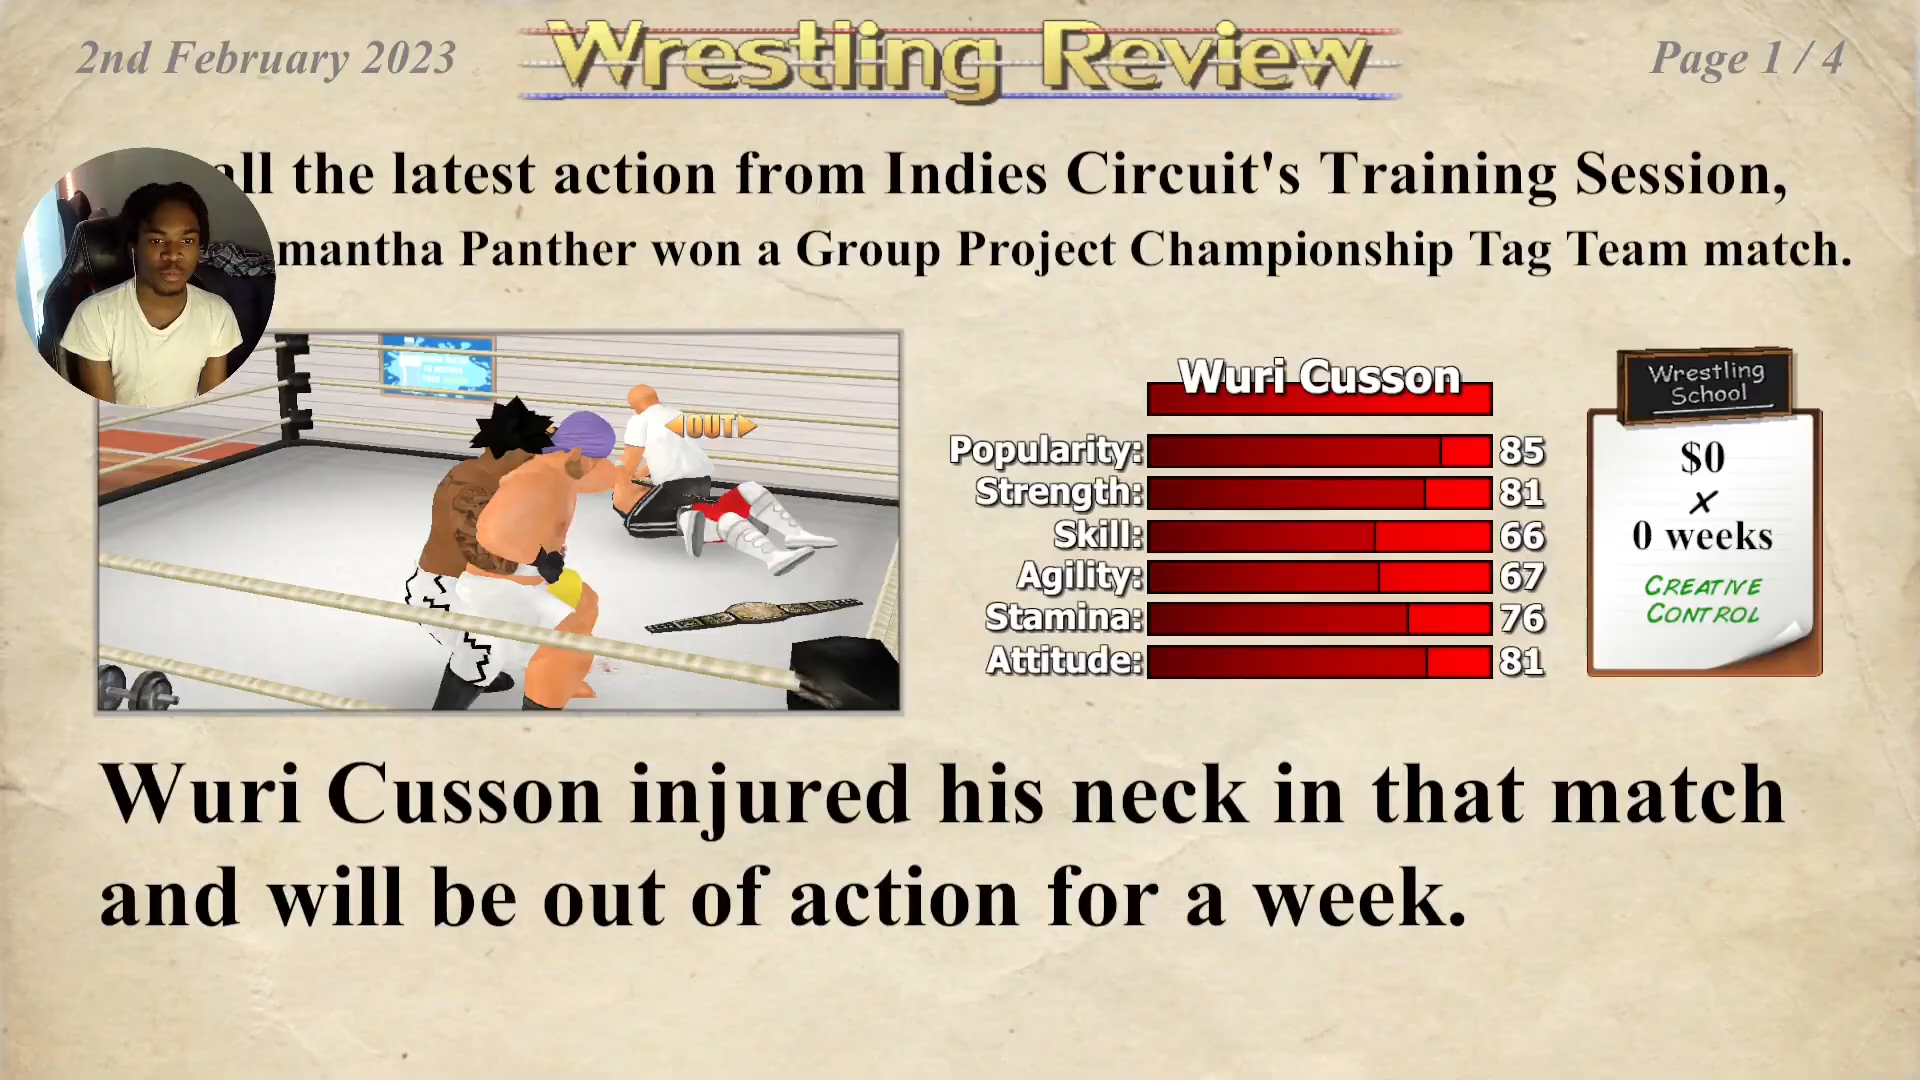 2nd February 2023
Wrestling Review
Page 1 / 4
all the latest action from Indies Circuit's Training Session,
Panther won a Group Project Championship Tag Team match.
OUT
Wuri Cusson
Popularity: 85
Strength: 81
Skill: 66
Agility: 67
Stamina: 76
Attitude: 81
Wrestling
School
$0
x
0 weeks
CREATIVE
CONTROL
Wuri Cusson injured his neck in that match
and will be out of action for a week.